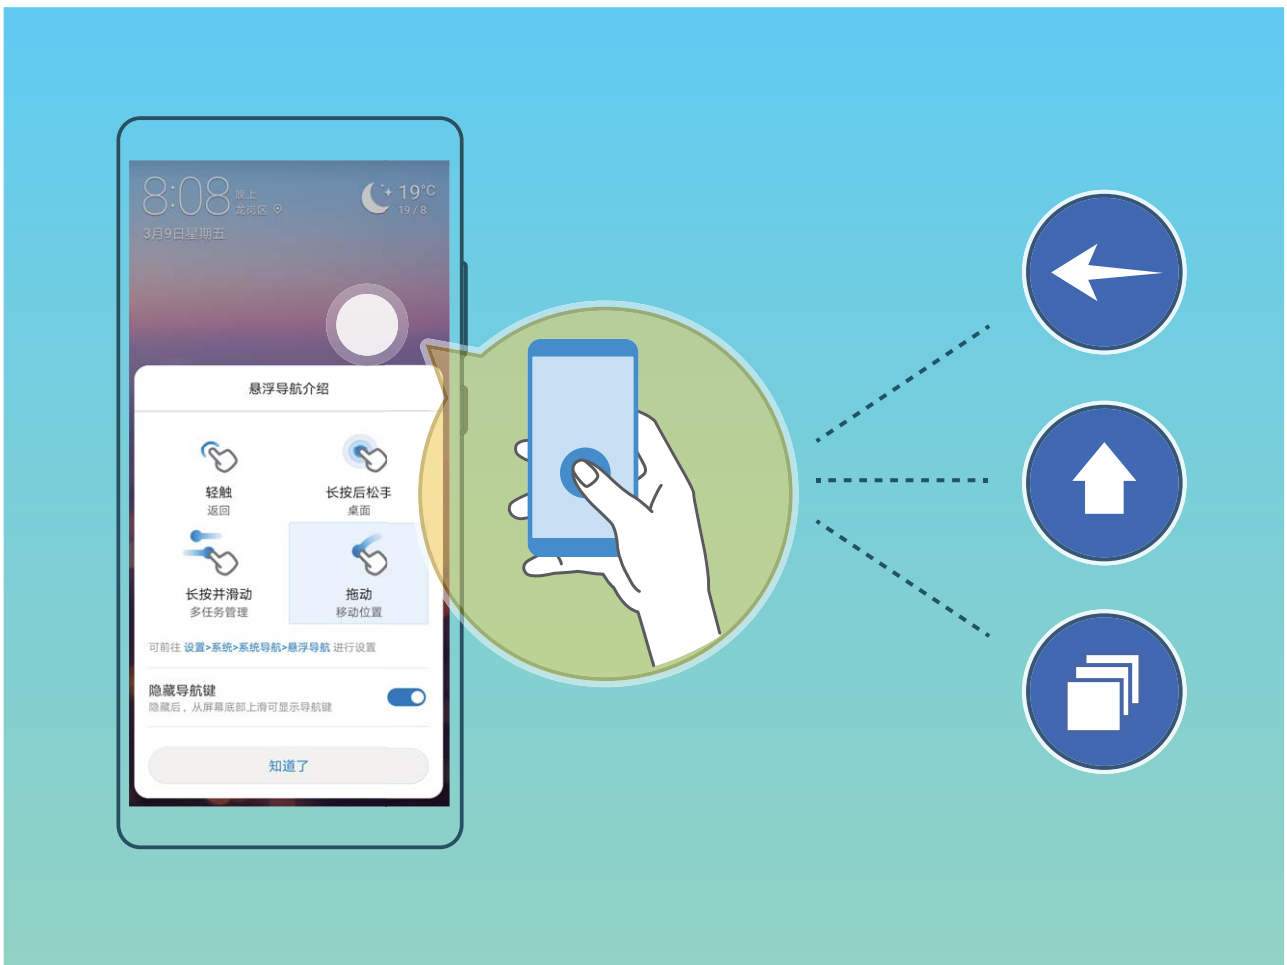 8:08
晚上
龙岗区
19°C
19 / 8
3月9日星期五
悬浮导航介绍
轻触
返回
长按后松手
桌面
长按并滑动
多任务管理
拖动
移动位置
可前往 设置>系统>系统导航>悬浮导航 进行设置
隐藏导航键
隐藏后，从屏幕底部上滑可显示导航键
知道了